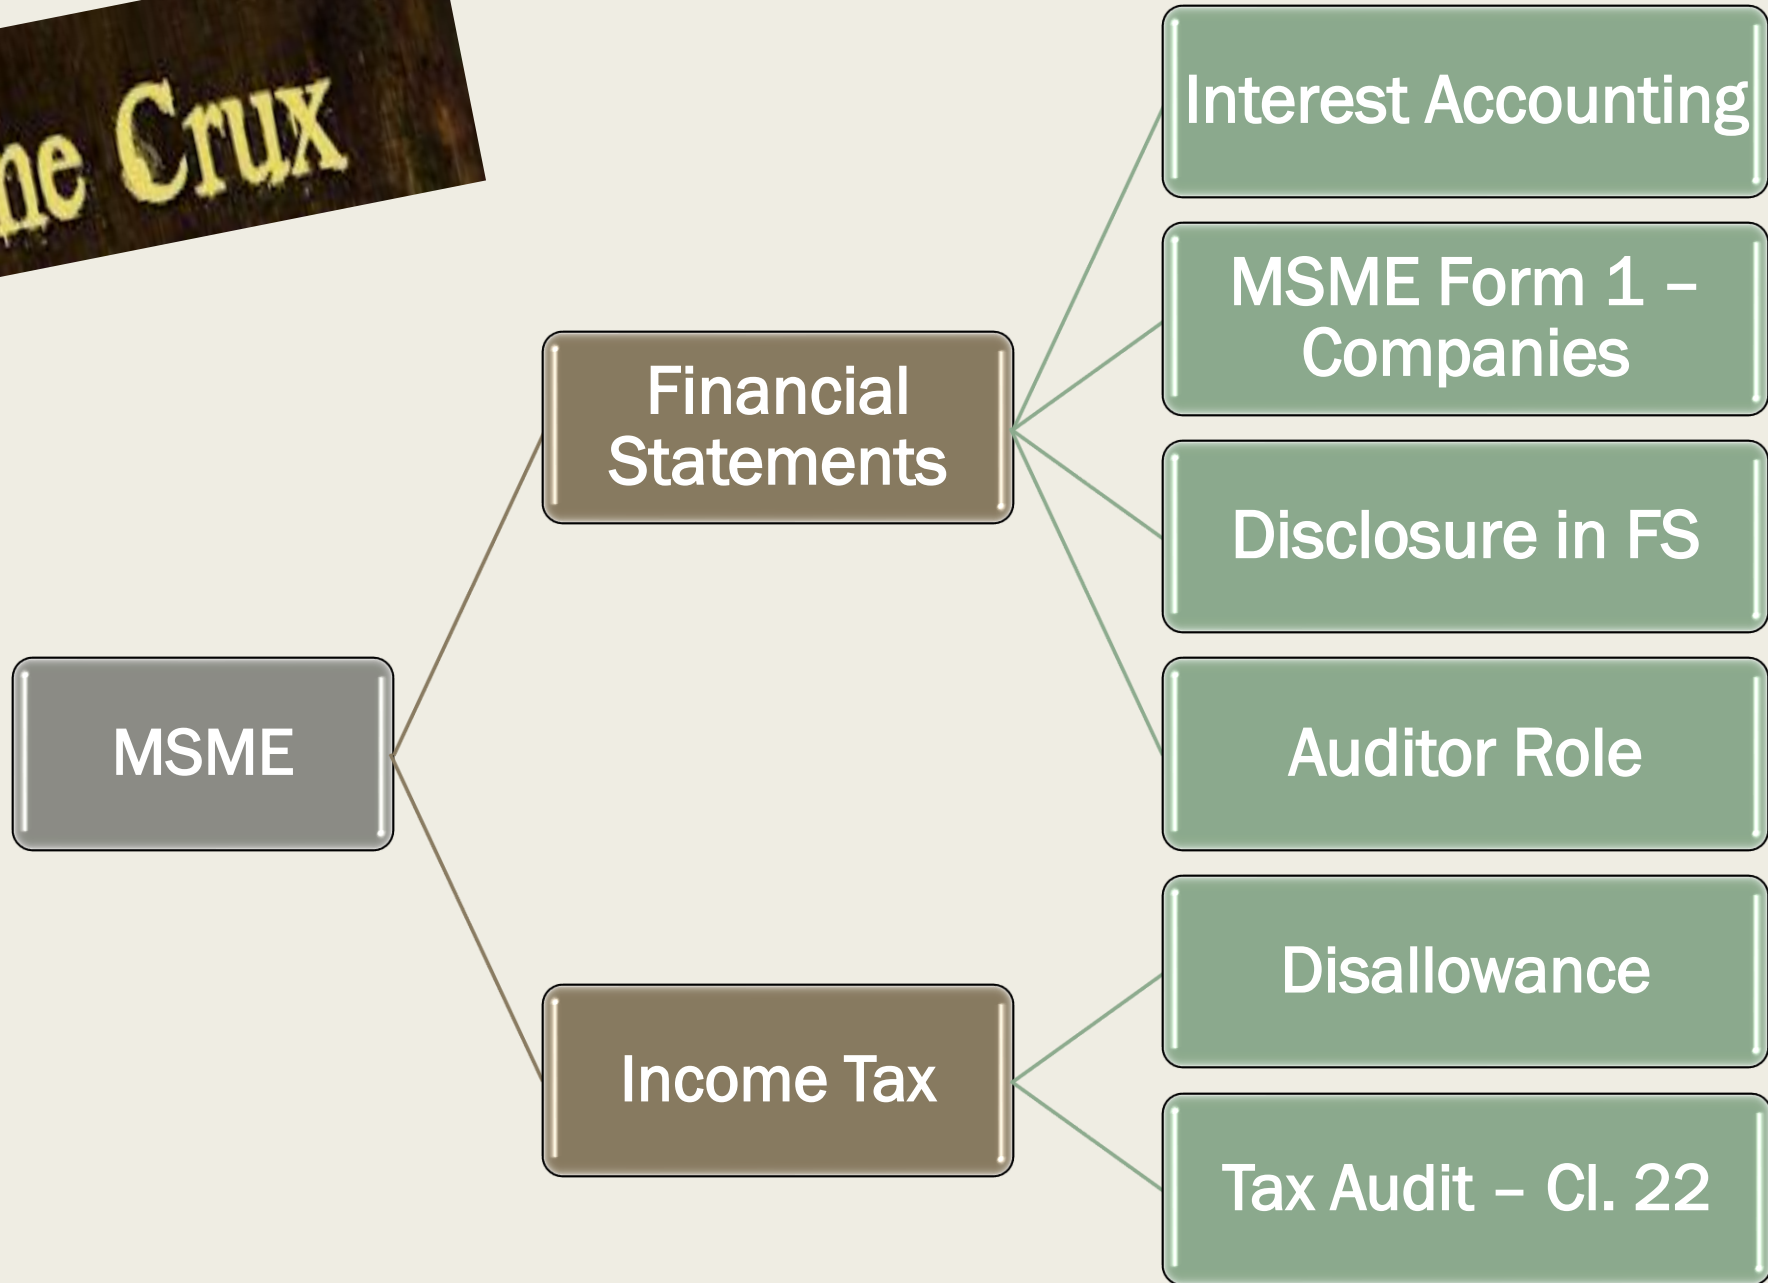 Crux
Interest Accounting
MSME Form 1 –
Companies
Financial
Statements
Disclosure in FS
MSME
Auditor Role
Disallowance
Income Tax
Tax Audit – Cl. 22